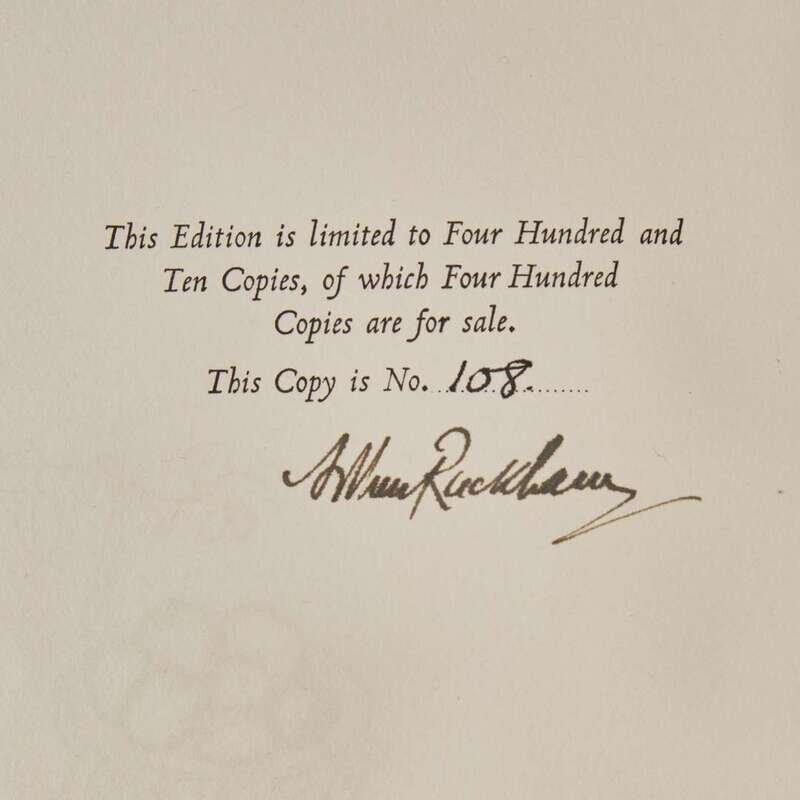 This Edition is limited to Four Hundred and
Ten Copies, of which Four Hundred
Copies are for sale.
This Copy is No. 108.
Arthur Rackham